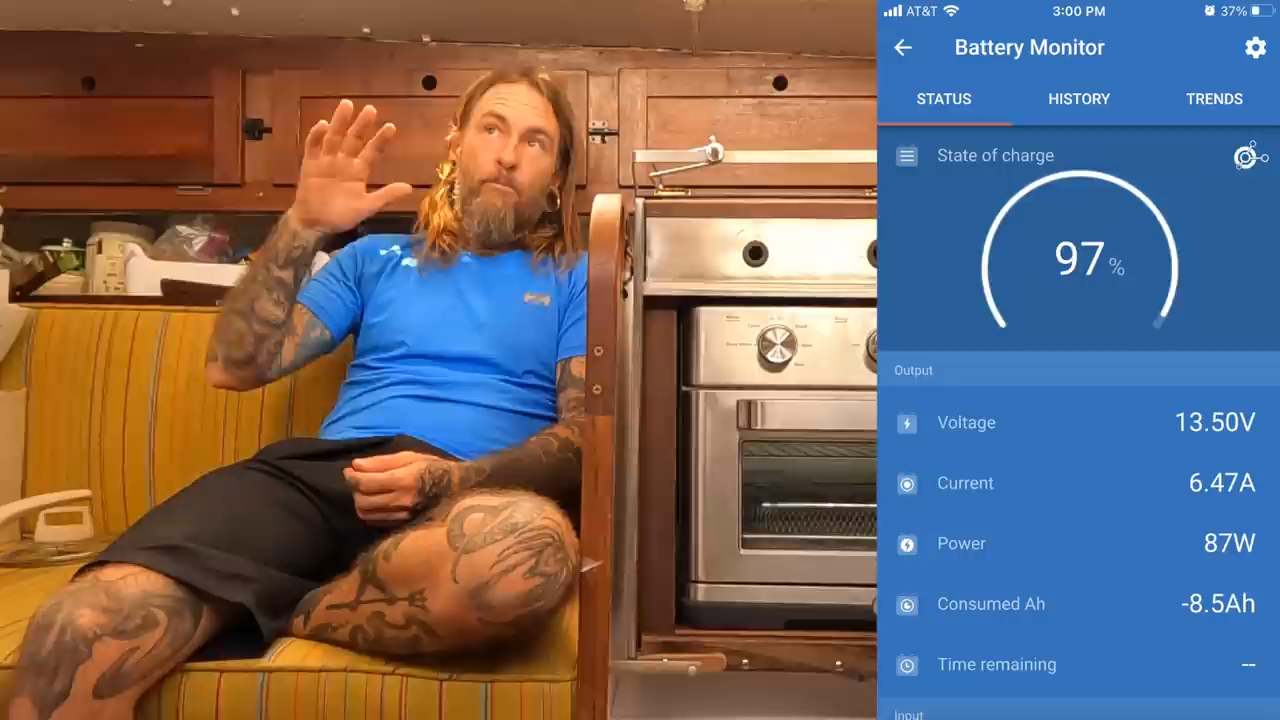 AT&T 3:00 PM 37%
Battery Monitor
STATUS HISTORY TRENDS
State of charge
97 %
Output
Voltage 13.50V
Current 6.47A
Power 87W
Consumed Ah -8.5Ah
Time remaining --
Input